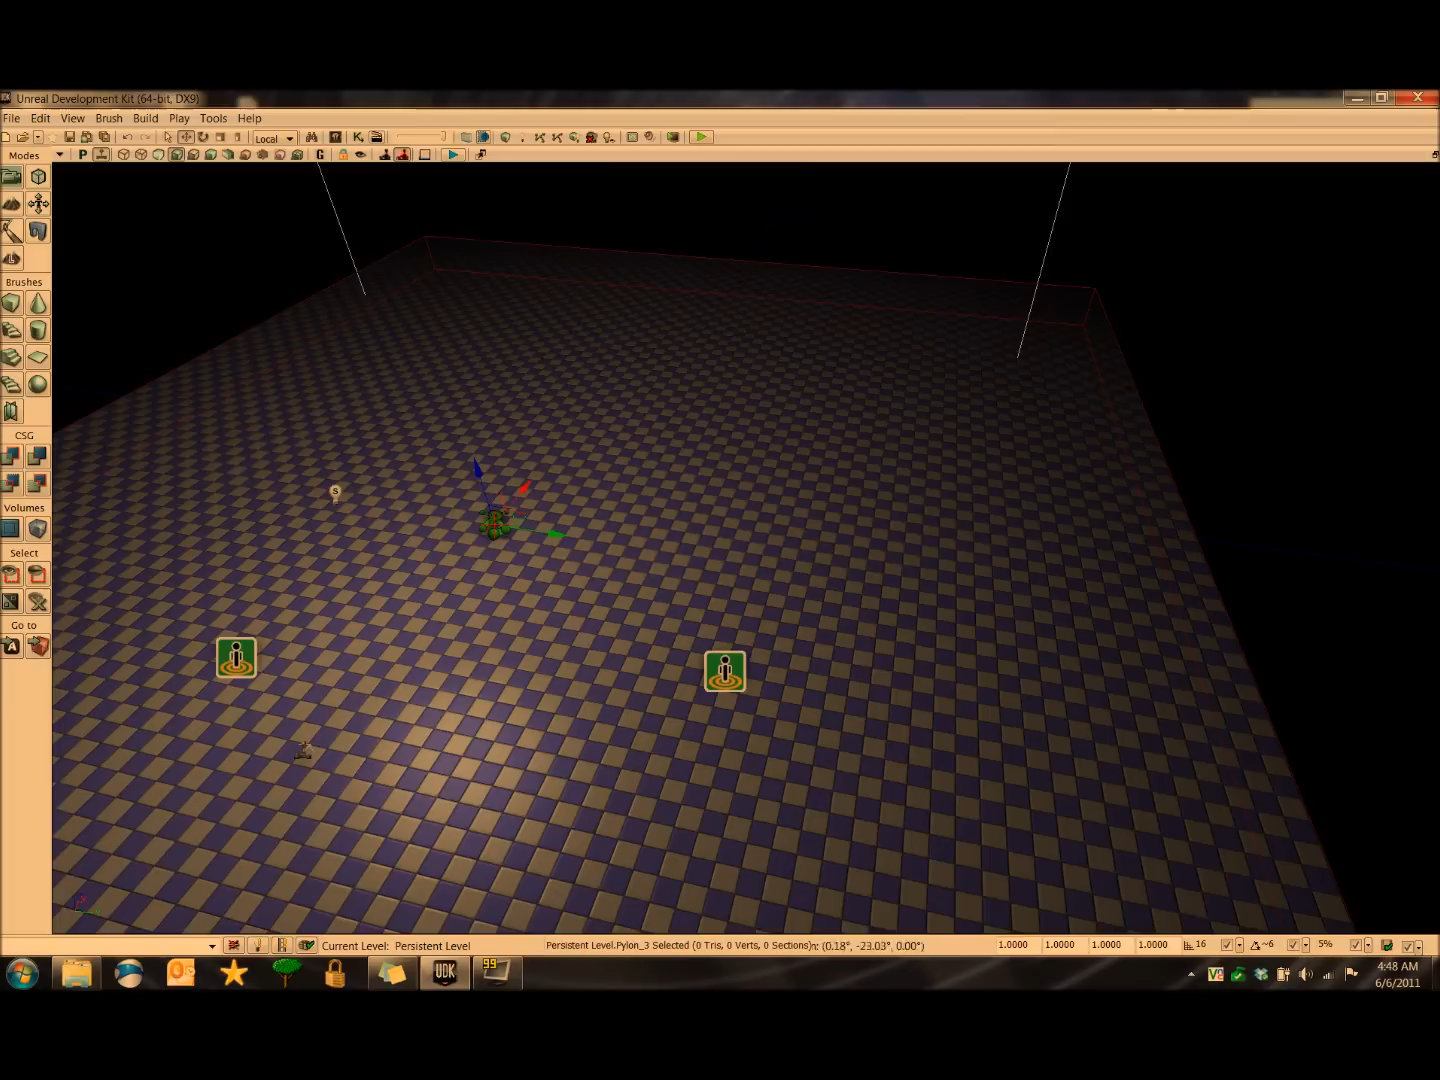 Unreal Development Kit (64-bit, DX9)
File Edit View Brush Build Play Tools Help
Local
Modes
P
G
Brushes
CSG
Volumes
Select
Go to
A
S
Current Level: Persistent Level
Persistent Level.Pylon_3 Selected (0 Tris, 0 Verts, 0 Sections)n: (0.18°, -23.03°, 0.00°)
1.0000 1.0000 1.0000 1.0000 16 ~6 5%
UDK
99
4:48 AM
6/6/2011